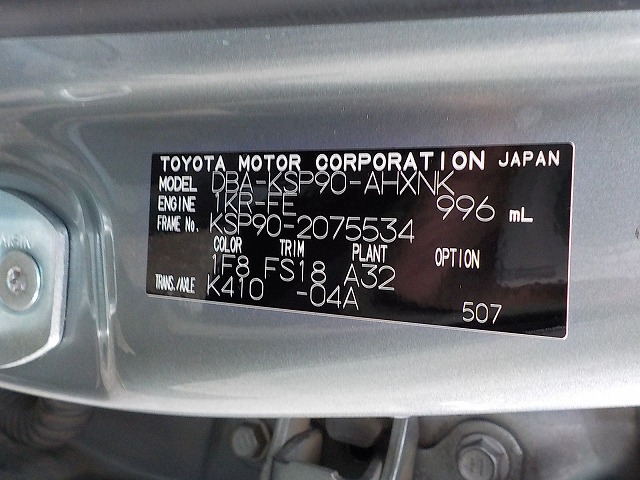 TOYOTA MOTOR CORPORATION JAPAN
MODEL DBA-KSP90-AHXNK
ENGINE 1KR-FE 996 mL
FRAME No. KSP90-2075534
COLOR TRIM PLANT OPTION
1F8 FS18 A32
TRANS./AXLE K410 -04A
507